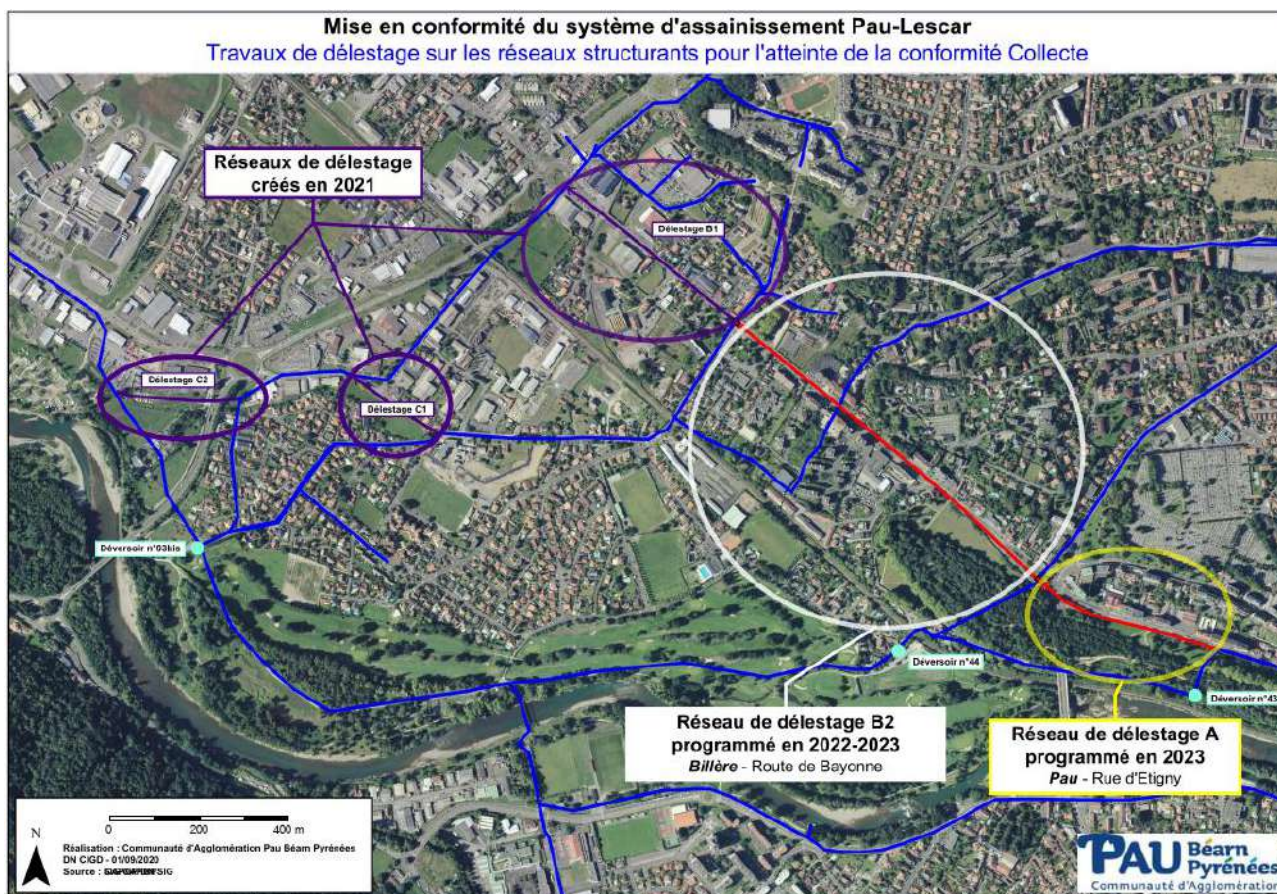 Mise en conformité du système d'assainissement Pau-Lescar
Travaux de délestage sur les réseaux structurants pour l'atteinte de la conformité Collecte
Réseaux de délestage
créés en 2021
Délestage B1
Délestage C2
Délestage C1
Déversoir n°03bis
Déversoir n°44
Déversoir n°43
Réseau de délestage B2
programmé en 2022-2023
Billère - Route de Bayonne
Réseau de délestage A
programmé en 2023
Pau - Rue d'Etigny
N
0 200 400 m
Réalisation : Communauté d'Agglomération Pau Béarn Pyrénées
DN CIGD - 01/09/2020
Source :
PAU Béarn
Pyrénées
Communauté d'Agglomération